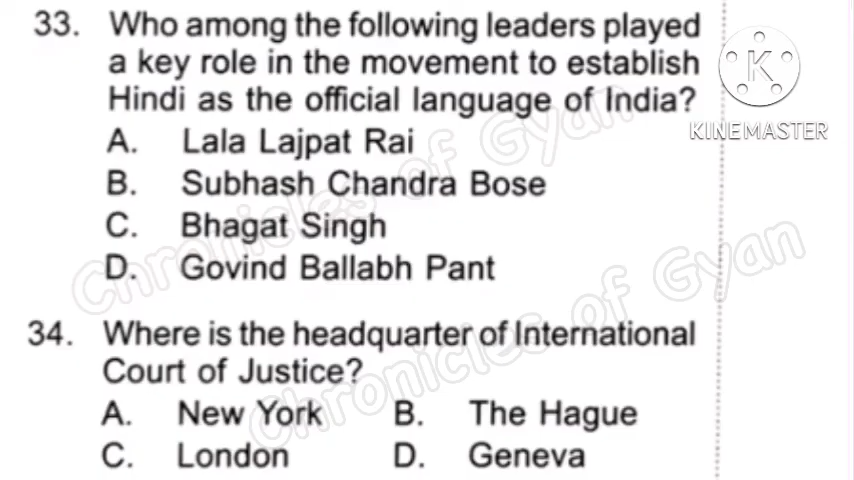 33. Who among the following leaders played
a key role in the movement to establish
Hindi as the official language of India?
A. Lala Lajpat Rai
B. Subhash Chandra Bose
C. Bhagat Singh
D. Govind Ballabh Pant
34. Where is the headquarter of International
Court of Justice?
A. New York B. The Hague
C. London D. Geneva
K
KINEMASTER
Chronicles of Gyan
Chronicles of Gyan